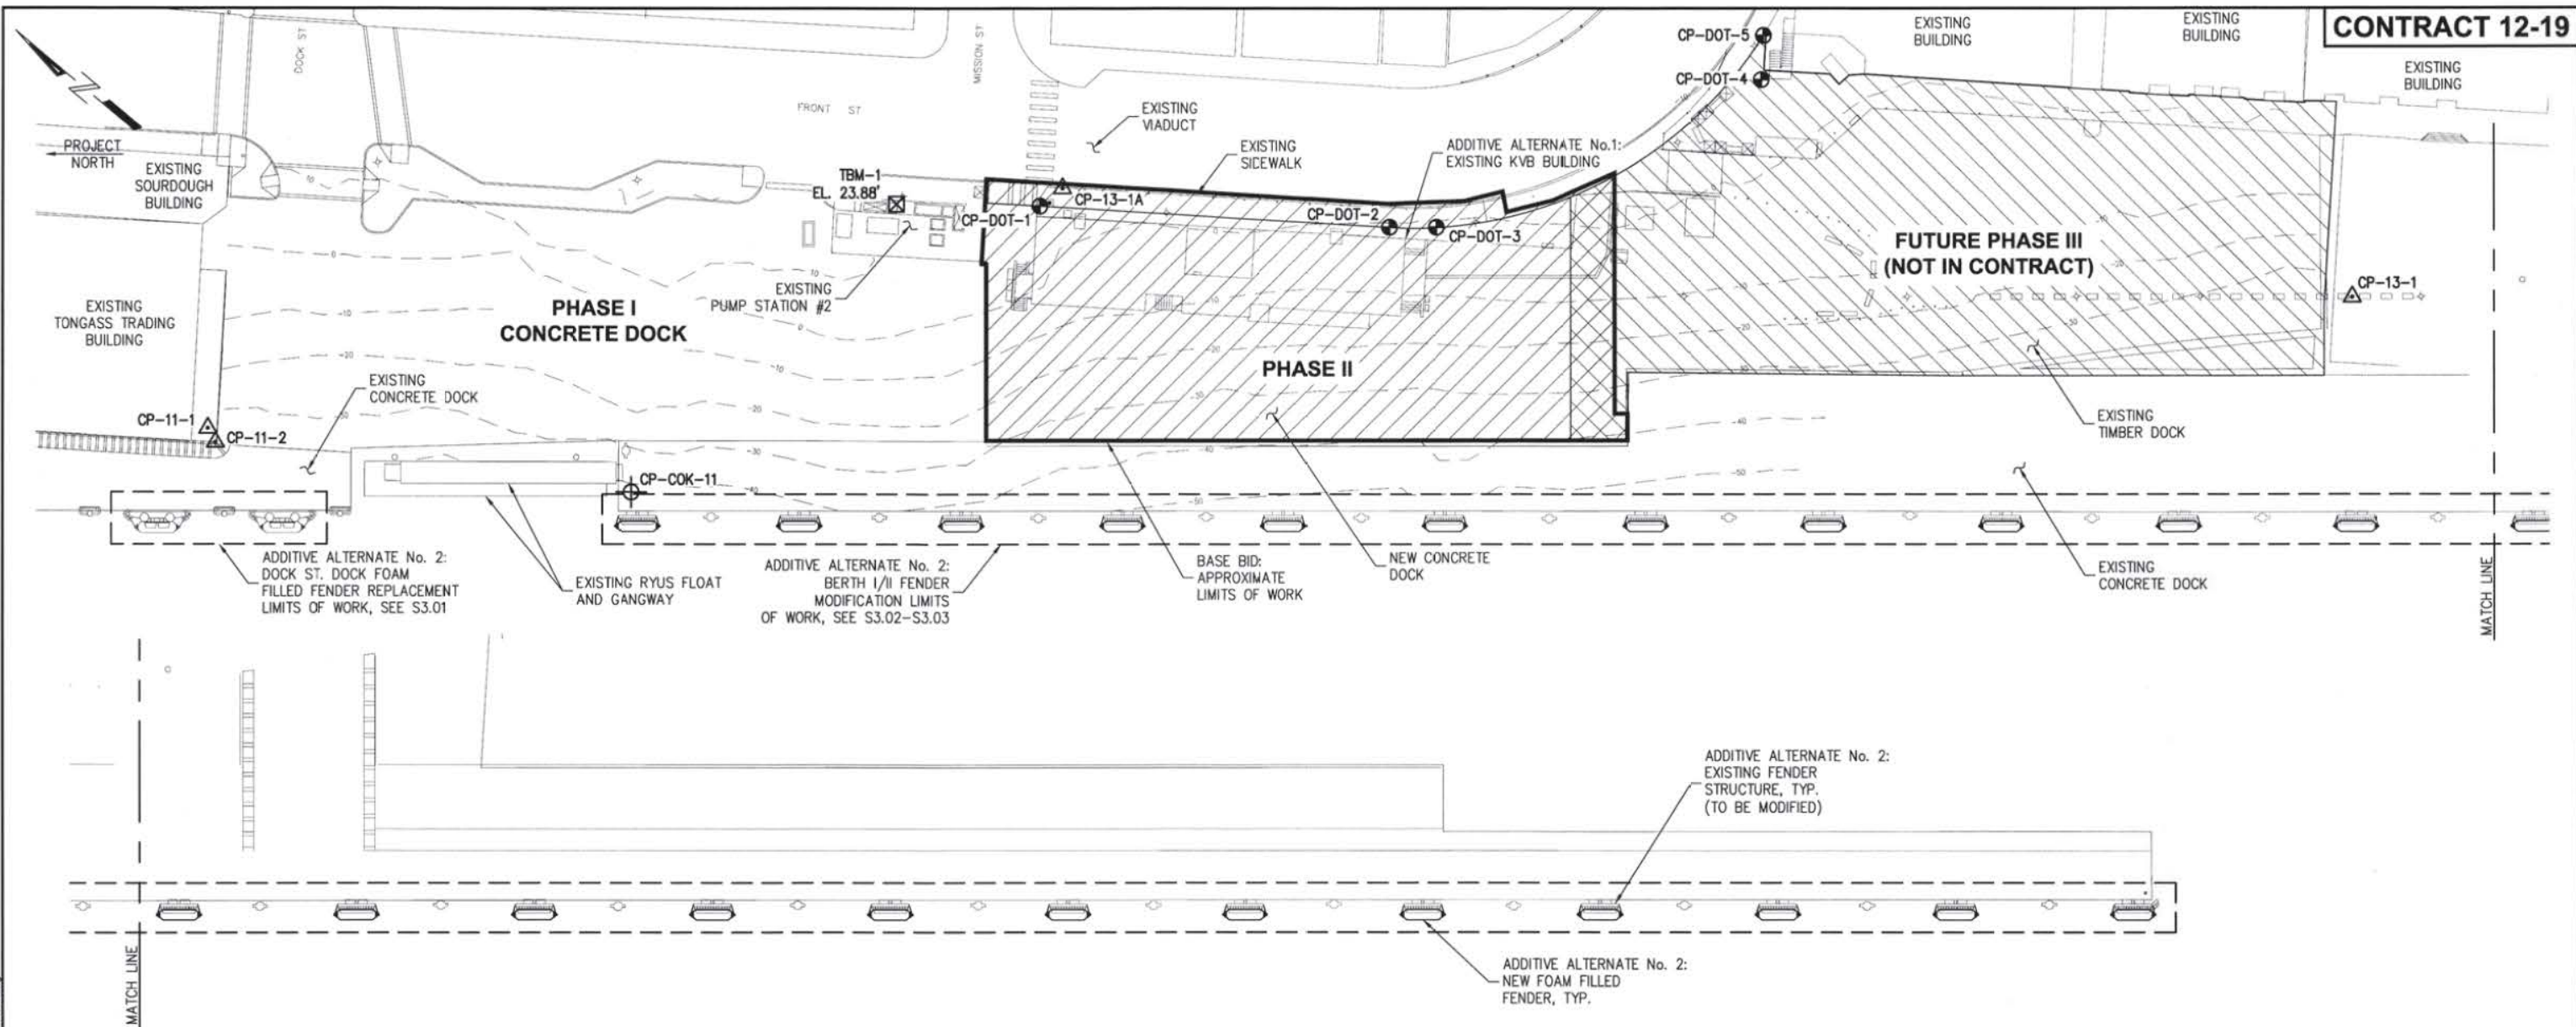 CONTRACT 12-19
DOCK ST
MISSION ST
FRONT ST
N
PROJECT
NORTH
EXISTING
SOURDOUGH
BUILDING
EXISTING
TONGASS TRADING
BUILDING
EXISTING
VIADUCT
EXISTING
SIDEWALK
ADDITIVE ALTERNATE No.1:
EXISTING KVB BUILDING
CP-DOT-5
CP-DOT-4
EXISTING
BUILDING
EXISTING
BUILDING
EXISTING
BUILDING
TBM-1
EL. 23.88'
CP-DOT-1
CP-13-1A
CP-DOT-2
CP-DOT-3
EXISTING
PUMP STATION #2
PHASE I
CONCRETE DOCK
PHASE II
FUTURE PHASE III
(NOT IN CONTRACT)
CP-13-1
EXISTING
CONCRETE DOCK
CP-11-1
CP-11-2
CP-COK-11
EXISTING
TIMBER DOCK
ADDITIVE ALTERNATE No. 2:
DOCK ST. DOCK FOAM
FILLED FENDER REPLACEMENT
LIMITS OF WORK, SEE S3.01
EXISTING RYUS FLOAT
AND GANGWAY
ADDITIVE ALTERNATE No. 2:
BERTH I/II FENDER
MODIFICATION LIMITS
OF WORK, SEE S3.02-S3.03
BASE BID:
APPROXIMATE
LIMITS OF WORK
NEW CONCRETE
DOCK
EXISTING
CONCRETE DOCK
MATCH LINE
ADDITIVE ALTERNATE No. 2:
EXISTING FENDER
STRUCTURE, TYP.
(TO BE MODIFIED)
ADDITIVE ALTERNATE No. 2:
NEW FOAM FILLED
FENDER, TYP.
MATCH LINE